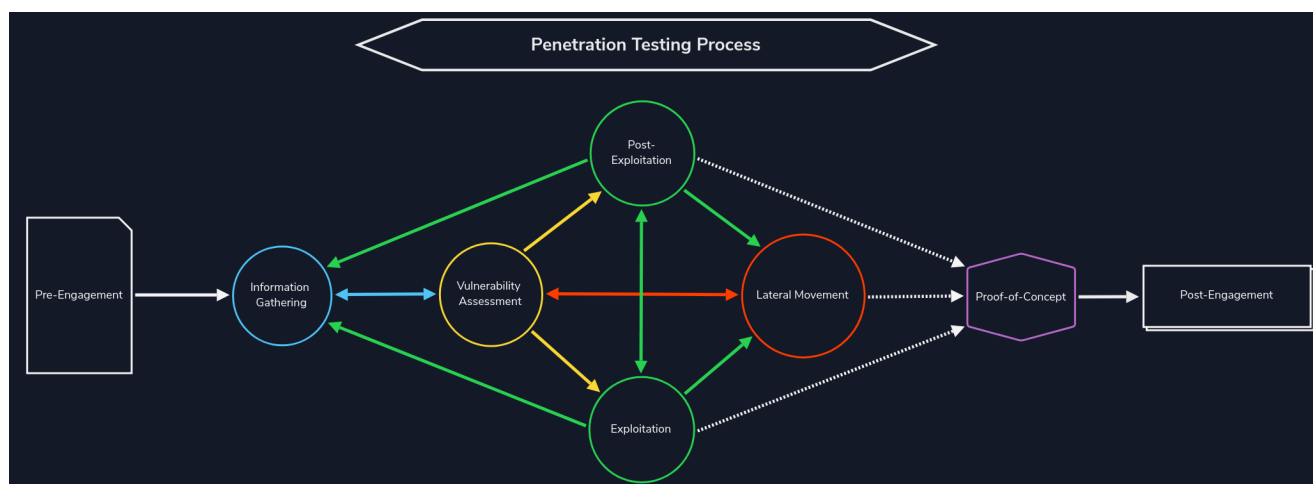 Penetration Testing Process
Post-
Exploitation
Pre-Engagement
Information
Gathering
Vulnerability
Assessment
Lateral Movement
Proof-of-Concept
Post-Engagement
Exploitation